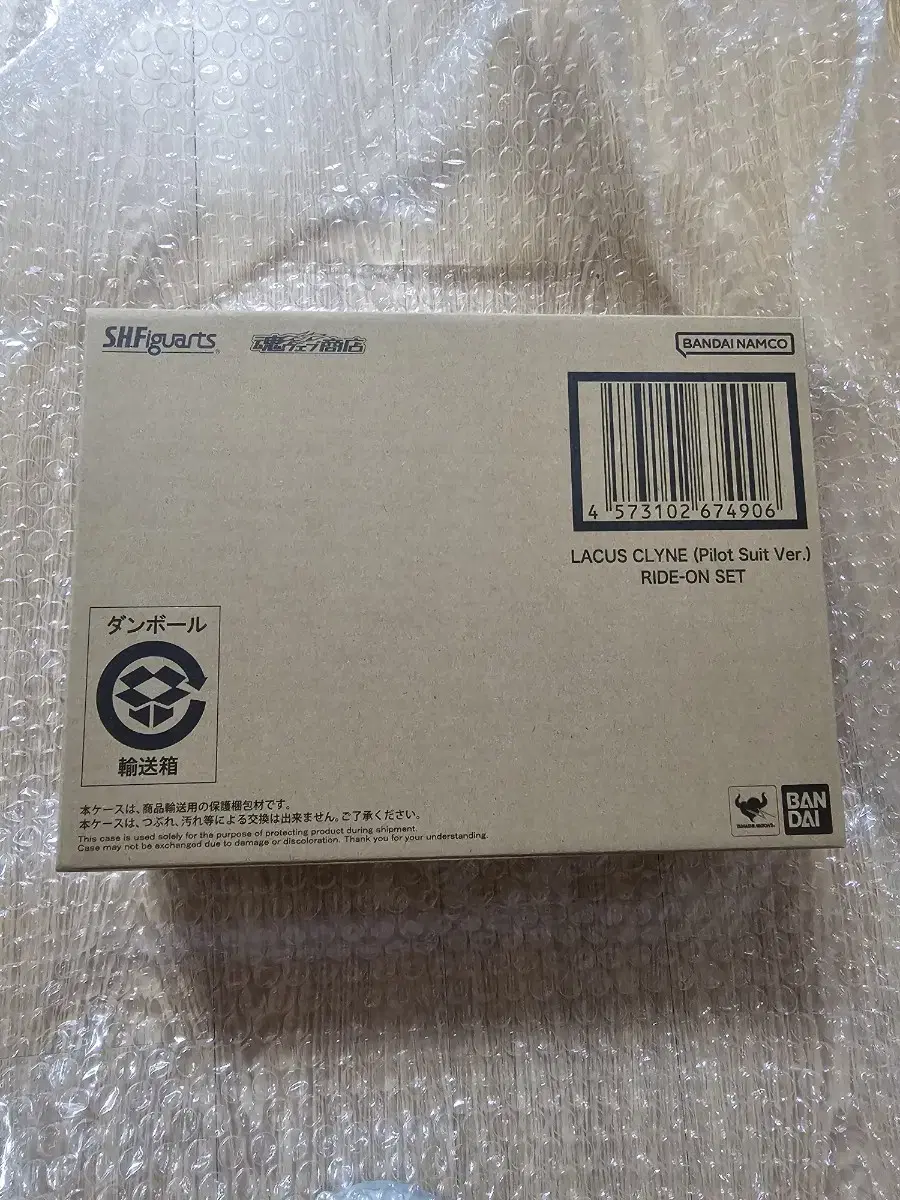 S.H.Figuarts
魂ウェブ商店
BANDAI NAMCO
4 573102 674906
LACUS CLYNE (Pilot Suit Ver.)
RIDE-ON SET
ダンボール
輸送箱
本ケースは、商品輸送用の保護梱包材です。
本ケースは、つぶれ、汚れ等による交換は出来ません。ご了承ください。
This case is used solely for the purpose of protecting product during shipment.
Case may not be exchanged due to damage or discoloration. Thank you for your understanding.
BAN
DAI